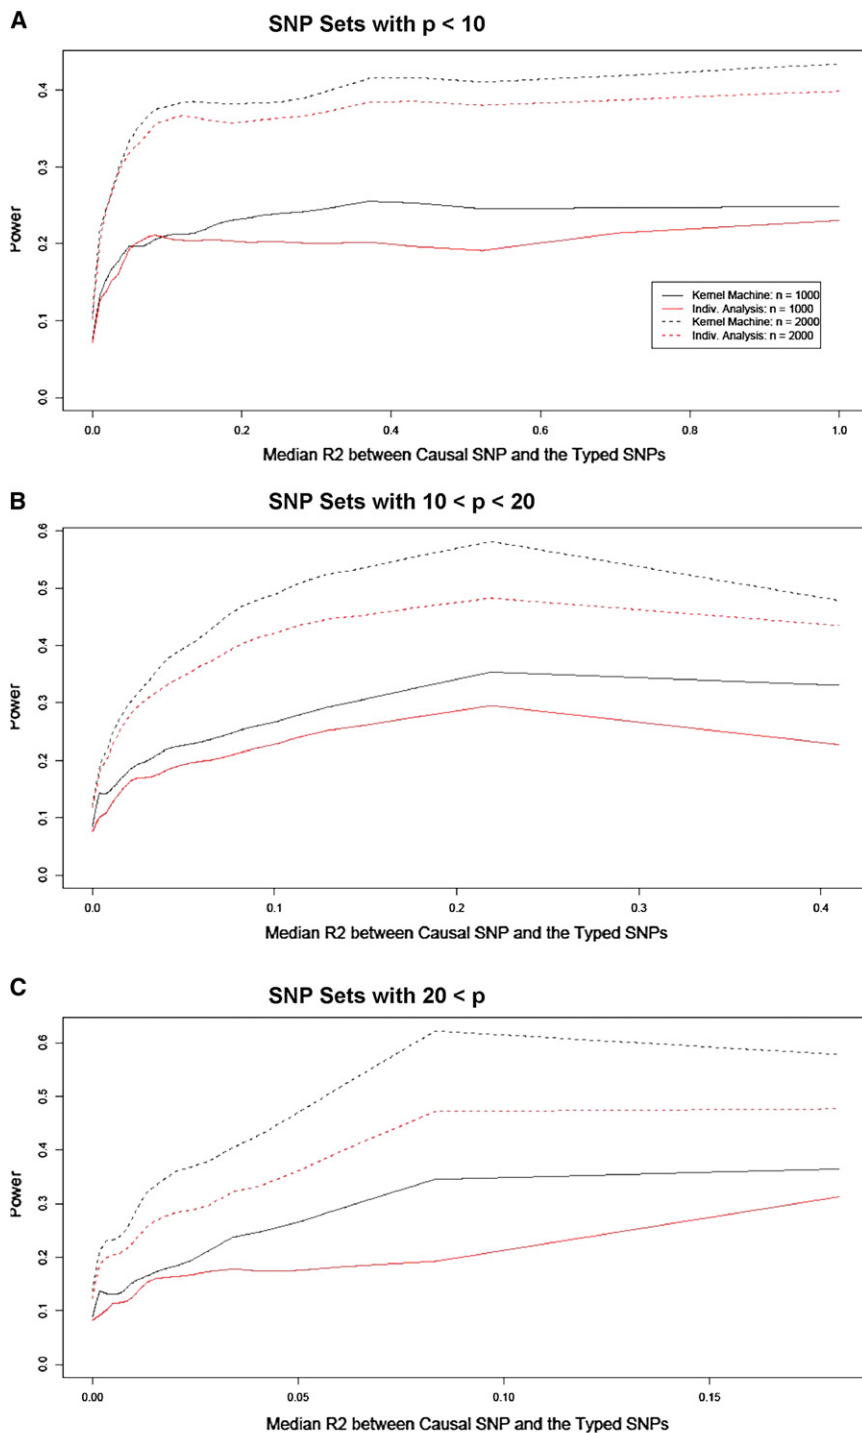 A
SNP Sets with p < 10
Power
0.0
0.1
0.2
0.3
0.4
Kernel Machine: n = 1000
Indiv. Analysis: n = 1000
Kernel Machine: n = 2000
Indiv. Analysis: n = 2000
0.0 0.2 0.4 0.6 0.8 1.0
Median R2 between Causal SNP and the Typed SNPs
B
SNP Sets with 10 < p < 20
Power
0.0
0.1
0.2
0.3
0.4
0.5
0.6
0.0 0.1 0.2 0.3 0.4
Median R2 between Causal SNP and the Typed SNPs
C
SNP Sets with 20 < p
Power
0.0
0.1
0.2
0.3
0.4
0.5
0.6
0.00 0.05 0.10 0.15
Median R2 between Causal SNP and the Typed SNPs